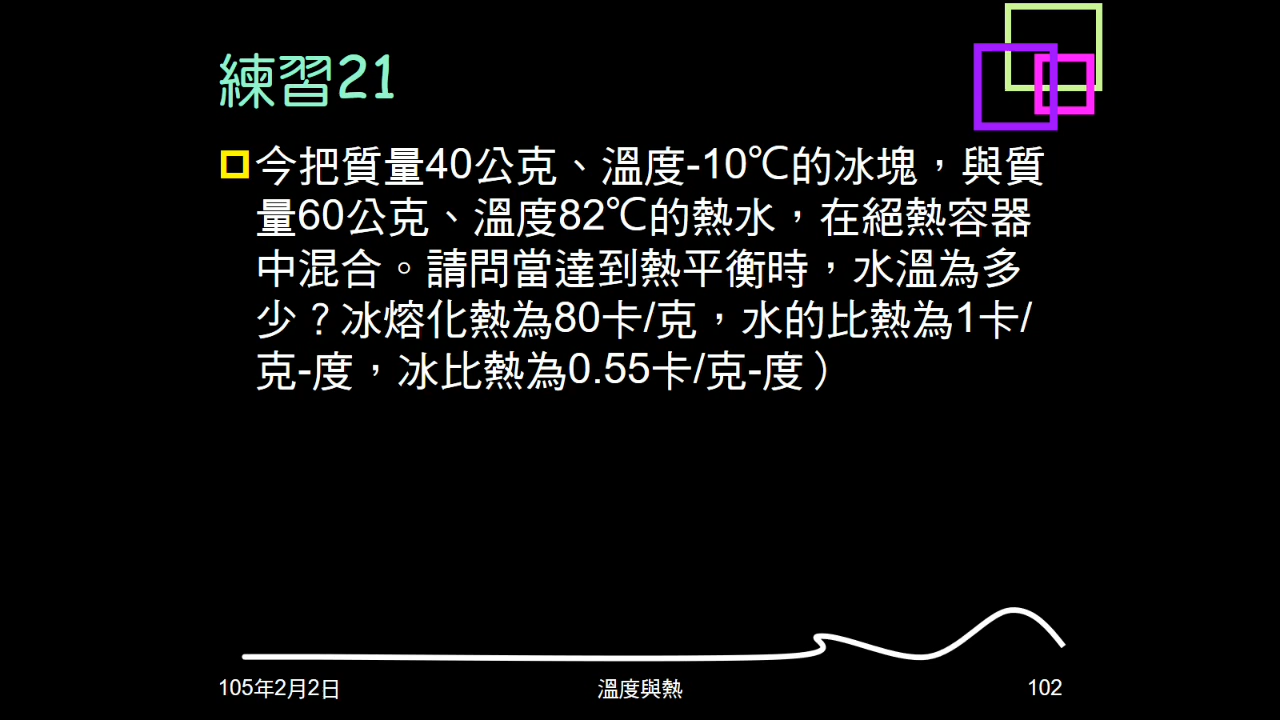 練習21
今把質量40公克、溫度-10℃的冰塊，與質
量60公克、溫度82℃的熱水，在絕熱容器
中混合。請問當達到熱平衡時，水溫為多
少？冰熔化熱為80卡/克，水的比熱為1卡/
克-度，冰比熱為0.55卡/克-度）
105年2月2日
溫度與熱
102